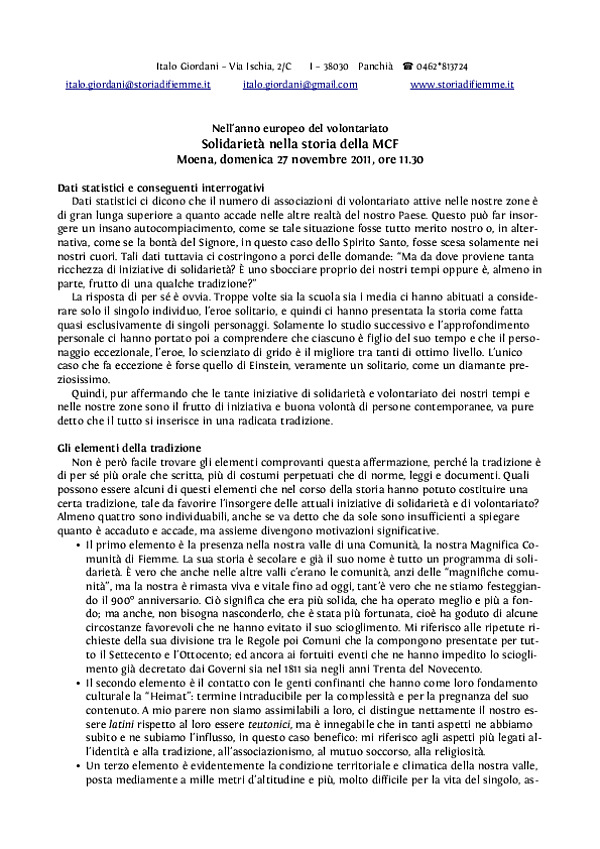 Italo Giordani – Via Ischia, 2/C I – 38030 Panchià ☎ 0462*813724
italo.giordani@storiadifiemme.it italo.giordani@gmail.com www.storiadifiemme.it
Nell'anno europeo del volontariato
Solidarietà nella storia della MCF
Moena, domenica 27 novembre 2011, ore 11.30
Dati statistici e conseguenti interrogativi
Dati statistici ci dicono che il numero di associazioni di volontariato attive nelle nostre zone è
di gran lunga superiore a quanto accade nelle altre realtà del nostro Paese. Questo può far insor-
gere un insano autocompiacimento, come se tale situazione fosse tutto merito nostro o, in alter-
nativa, come se la bontà del Signore, in questo caso dello Spirito Santo, fosse scesa solamente nei
nostri cuori. Tali dati tuttavia ci costringono a porci delle domande: "Ma da dove proviene tanta
ricchezza di iniziative di solidarietà? È uno sbocciare proprio dei nostri tempi oppure è, almeno in
parte, frutto di una qualche tradizione?"
La risposta di per sé è ovvia. Troppe volte sia la scuola sia i media ci hanno abituati a conside-
rare solo il singolo individuo, l'eroe solitario, e quindi ci hanno presentata la storia come fatta
quasi esclusivamente di singoli personaggi. Solamente lo studio successivo e l'approfondimento
personale ci hanno portato poi a comprendere che ciascuno è figlio del suo tempo e che il perso-
naggio eccezionale, l'eroe, lo scienziato di grido è il migliore tra tanti di ottimo livello. L'unico
caso che fa eccezione è forse quello di Einstein, veramente un solitario, come un diamante pre-
ziosissimo.
Quindi, pur affermando che le tante iniziative di solidarietà e volontariato dei nostri tempi e
nelle nostre zone sono il frutto di iniziativa e buona volontà di persone contemporanee, va pure
detto che il tutto si inserisce in una radicata tradizione.
Gli elementi della tradizione
Non è però facile trovare gli elementi comprovanti questa affermazione, perché la tradizione è
di per sé più orale che scritta, più di costumi perpetuati che di norme, leggi e documenti. Quali
possono essere alcuni di questi elementi che nel corso della storia hanno potuto costituire una
certa tradizione, tale da favorire l'insorgere delle attuali iniziative di solidarietà e di volontariato?
Almeno quattro sono individuabili, anche se va detto che da sole sono insufficienti a spiegare
quanto è accaduto e accade, ma assieme divengono motivazioni significative.
• Il primo elemento è la presenza nella nostra valle di una Comunità, la nostra Magnifica Co-
munità di Fiemme. La sua storia è secolare e già il suo nome è tutto un programma di soli-
darietà. È vero che anche nelle altre valli c'erano le comunità, anzi delle "magnifiche comu-
nità", ma la nostra è rimasta viva e vitale fino ad oggi, tant'è vero che ne stiamo festeggian-
do il 900° anniversario. Ciò significa che era più solida, che ha operato meglio e più a fon-
do; ma anche, non bisogna nasconderlo, che è stata più fortunata, cioè ha goduto di alcune
circostanze favorevoli che ne hanno evitato il suo scioglimento. Mi riferisco alle ripetute ri-
chieste della sua divisione tra le Regole poi Comuni che la compongono presentate per tut-
to il Settecento e l'Ottocento; ed ancora ai fortuiti eventi che ne hanno impedito lo sciogli-
mento già decretato dai Governi sia nel 1811 sia negli anni Trenta del Novecento.
• Il secondo elemento è il contatto con le genti confinanti che hanno come loro fondamento
culturale la "Heimat": termine intraducibile per la complessità e per la pregnanza del suo
contenuto. A mio parere non siamo assimilabili a loro, ci distingue nettamente il nostro es-
sere latini rispetto al loro essere teutonici, ma è innegabile che in tanti aspetti ne abbiamo
subito e ne subiamo l'influsso, in questo caso benefico: mi riferisco agli aspetti più legati al-
l'identità e alla tradizione, all'associazionismo, al mutuo soccorso, alla religiosità.
• Un terzo elemento è evidentemente la condizione territoriale e climatica della nostra valle,
posta mediamente a mille metri d'altitudine e più, molto difficile per la vita del singolo, as-